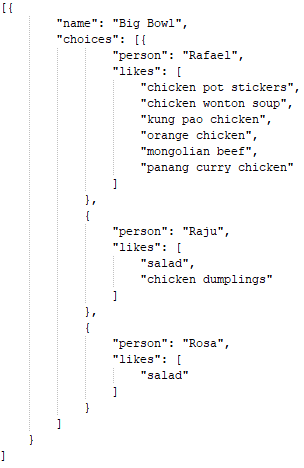 [{
"name": "Big Bowl",
"choices": [{
"person": "Rafael",
"likes": [
"chicken pot stickers",
"chicken wonton soup",
"kung pao chicken",
"orange chicken",
"mongolian beef",
"panang curry chicken"
]
},
{
"person": "Raju",
"likes": [
"salad",
"chicken dumplings"
]
},
{
"person": "Rosa",
"likes": [
"salad"
]
}
]
}
]